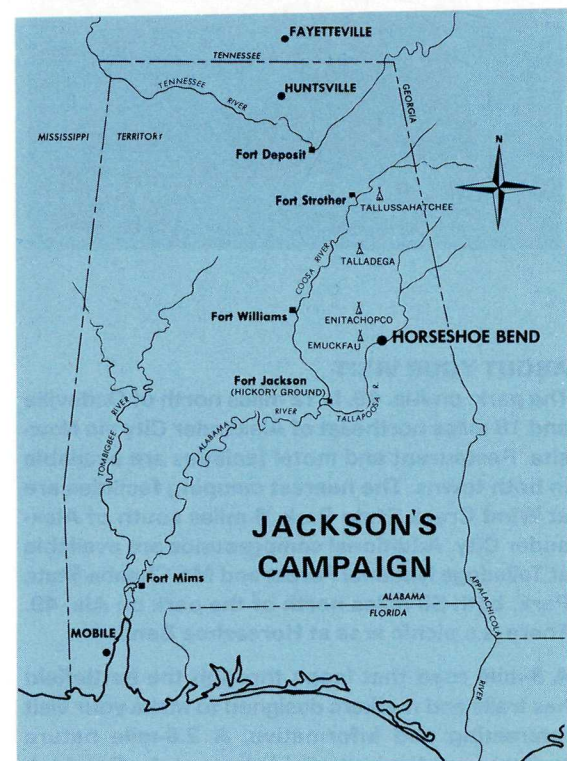 FAYETTEVILLE
TENNESSEE
TENNESSEE
RIVER
HUNTSVILLE
GEORGIA
MISSISSIPPI TERRITORY
Fort Deposit
N
Fort Strother
TALLUSSAHATCHEE
COOSA RIVER
TALLADEGA
Fort Williams
ENITACHOPCO
EMUCKFAU
HORSESHOE BEND
Fort Jackson
(HICKORY GROUND)
TALLAPOOSA R.
ALABAMA RIVER
TOMBIGBEE RIVER
JACKSON'S
CAMPAIGN
Fort Mims
ALABAMA
FLORIDA
APPALACHICOLA
RIVER
MOBILE